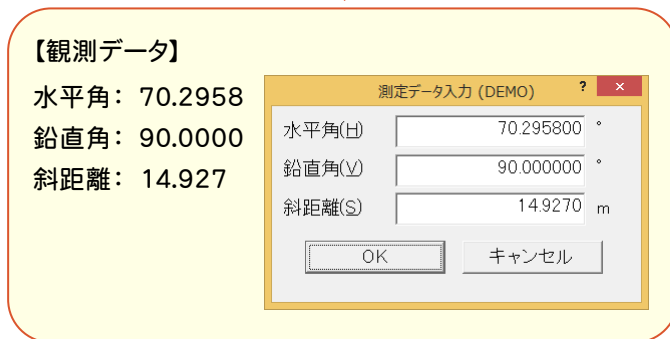 【観測データ】
水平角： 70.2958
鉛直角： 90.0000
斜距離： 14.927
測定データ入力 (DEMO) ? ×
水平角(H) 70.295800 °
鉛直角(V) 90.000000 °
斜距離(S) 14.9270 m
OK キャンセル